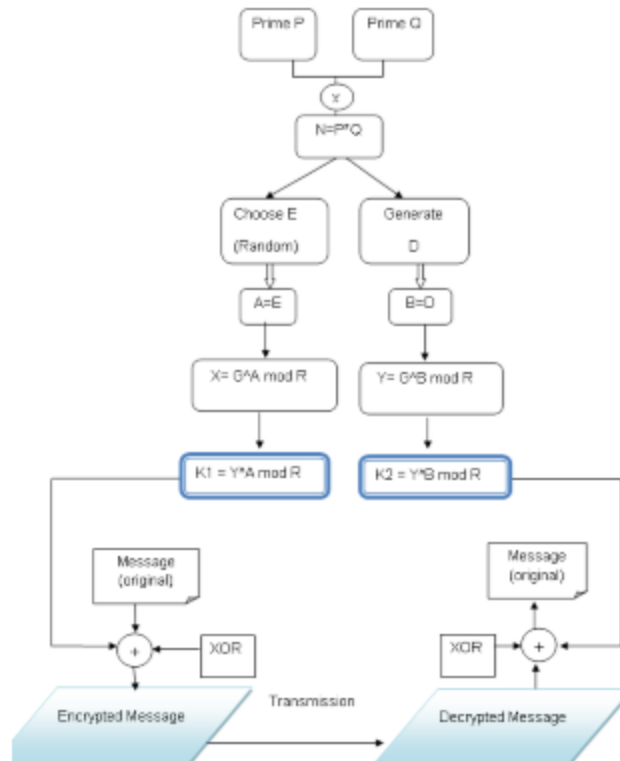 Prime P
Prime Q
x
N=P*Q
Choose E
(Random)
Generate
D
A=E
B=D
X= G^A mod R
Y= G^B mod R
K1 = Y^A mod R
K2 = Y^B mod R
Message
(original)
Message
(original)
+
XOR
XOR
+
Encrypted Message
Transmission
Decrypted Message